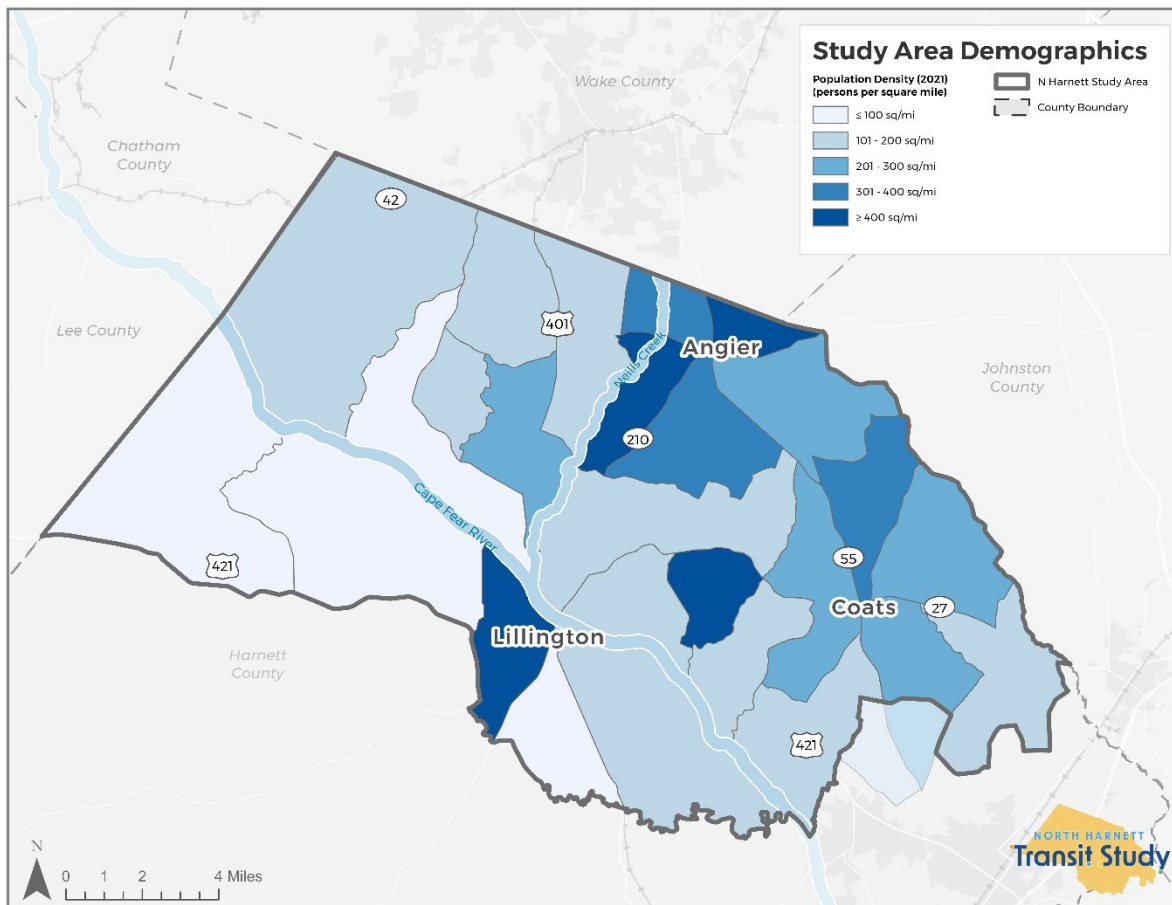 Study Area Demographics
Population Density (2021)
(persons per square mile)
≤ 100 sq/mi
101 - 200 sq/mi
201 - 300 sq/mi
301 - 400 sq/mi
≥ 400 sq/mi
N Harnett Study Area
County Boundary
Wake County
Chatham
County
42
Lee County
401
Neills Creek
Angier
Johnston
County
210
Cape Fear River
421
55
Coats
27
Lillington
Harnett
County
421
N
0 1 2 4 Miles
NORTH HARNETT
Transit Study